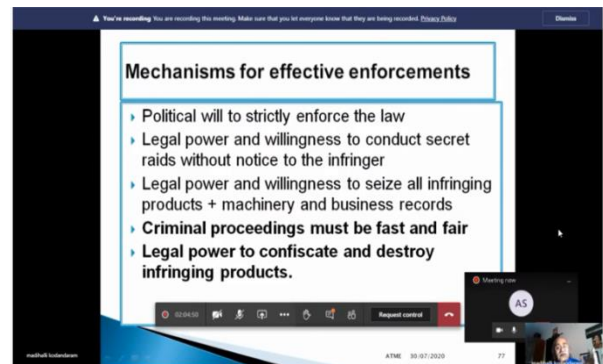 You're recording You are recording this meeting. Make sure that you let everyone know that they are being recorded. Privacy Policy
Dismiss
Mechanisms for effective enforcements
Political will to strictly enforce the law
Legal power and willingness to conduct secret
raids without notice to the infringer
Legal power and willingness to seize all infringing
products + machinery and business records
Criminal proceedings must be fast and fair
Legal power to confiscate and destroy
infringing products.
Meeting now
AS
02:04:50
Request control
madihalli kodandaram
ATME 30/07/2020 77